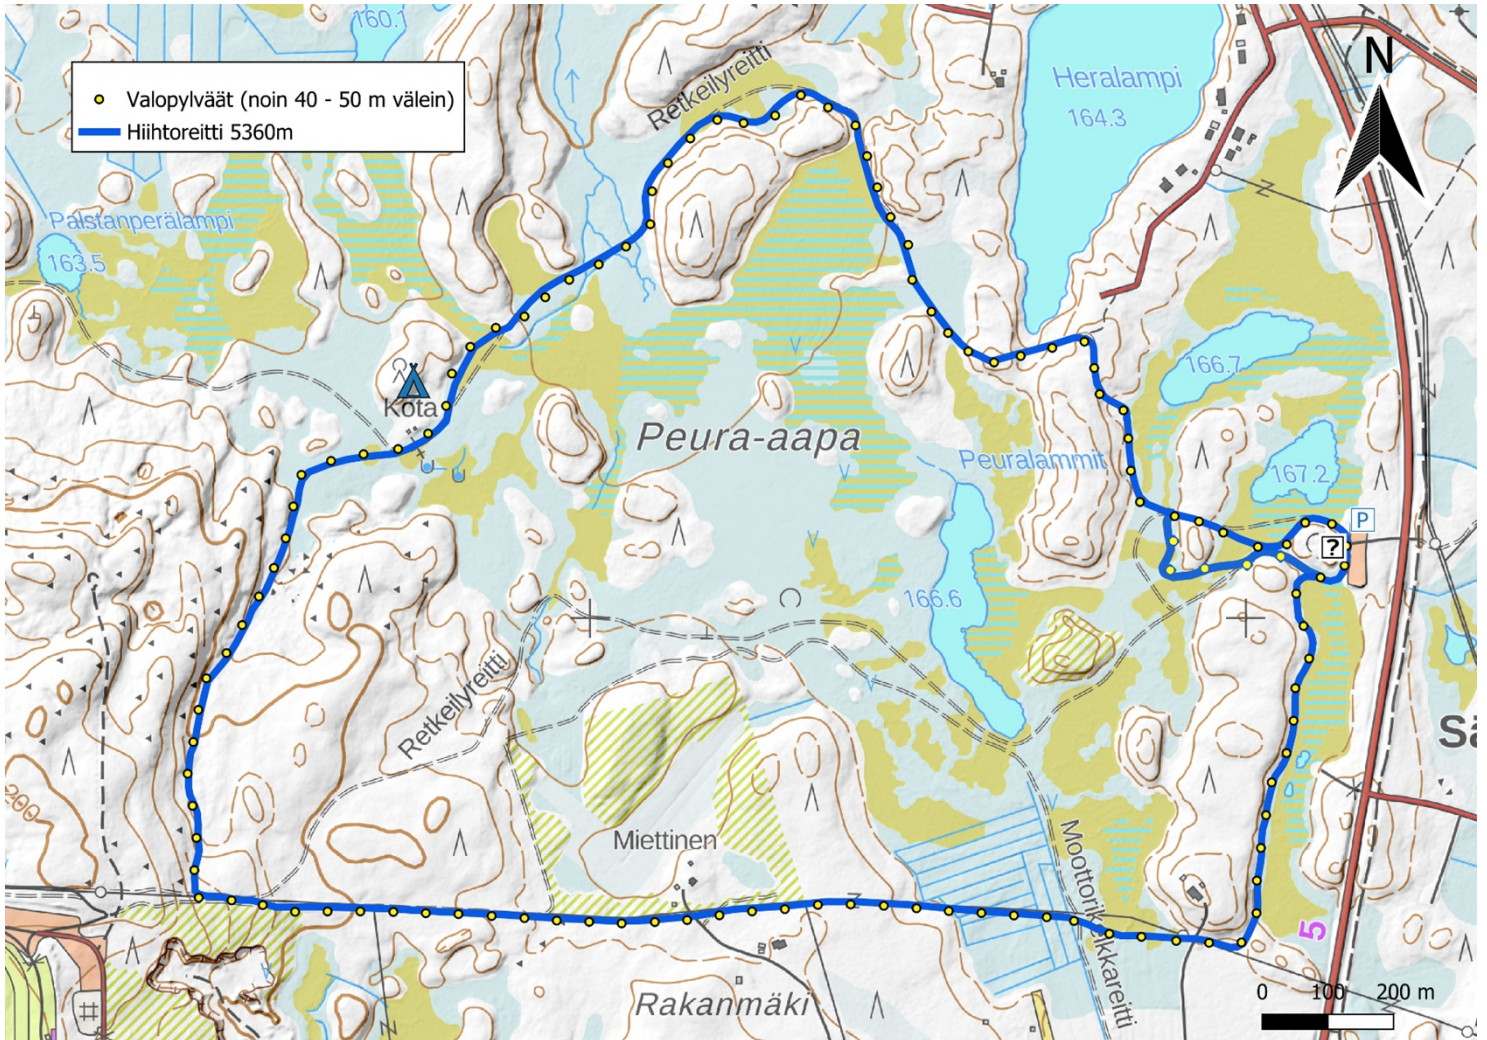 160.1
Valopylväät (noin 40 - 50 m välein)
Hiihtoreitti 5360m
Retkeilyreitti
Heralampi
164.3
N
Palstanperälampi
163.5
166.7
Kota
Peura-aapa
Peuralammit
167.2
P
?
166.6
Retkeilyreitti
Sä
200
Miettinen
Moottorikelkkareitti
5
Rakanmäki
0 100 200 m